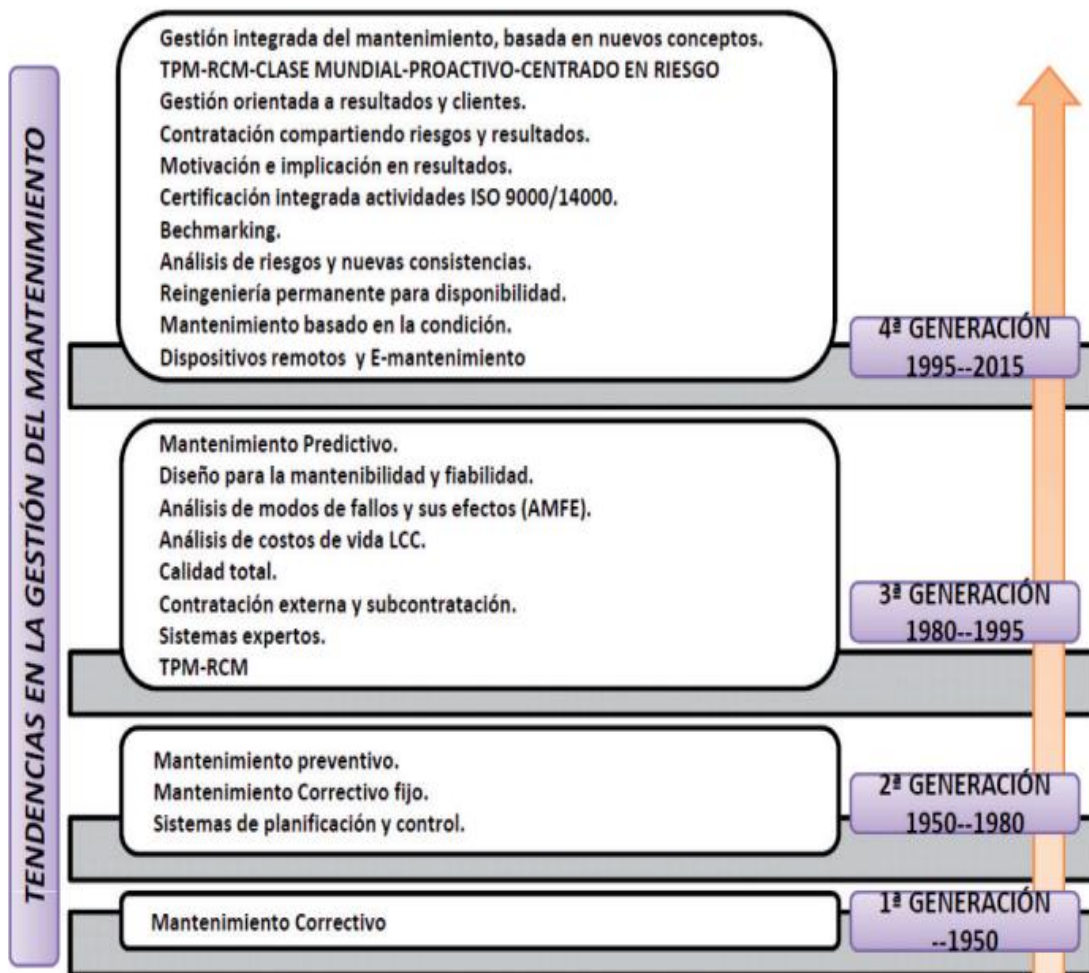 TENDENCIAS EN LA GESTIÓN DEL MANTENIMIENTO
Gestión integrada del mantenimiento, basada en nuevos conceptos.
TPM-RCM-CLASE MUNDIAL-PROACTIVO-CENTRADO EN RIESGO
Gestión orientada a resultados y clientes.
Contratación compartiendo riesgos y resultados.
Motivación e implicación en resultados.
Certificación integrada actividades ISO 9000/14000.
Bechmarking.
Análisis de riesgos y nuevas consistencias.
Reingeniería permanente para disponibilidad.
Mantenimiento basado en la condición.
Dispositivos remotos y E-mantenimiento
4ª GENERACIÓN
1995--2015
Mantenimiento Predictivo.
Diseño para la mantenibilidad y fiabilidad.
Análisis de modos de fallos y sus efectos (AMFE).
Análisis de costos de vida LCC.
Calidad total.
Contratación externa y subcontratación.
Sistemas expertos.
TPM-RCM
3ª GENERACIÓN
1980--1995
Mantenimiento preventivo.
Mantenimiento Correctivo fijo.
Sistemas de planificación y control.
2ª GENERACIÓN
1950--1980
Mantenimiento Correctivo
1ª GENERACIÓN
--1950